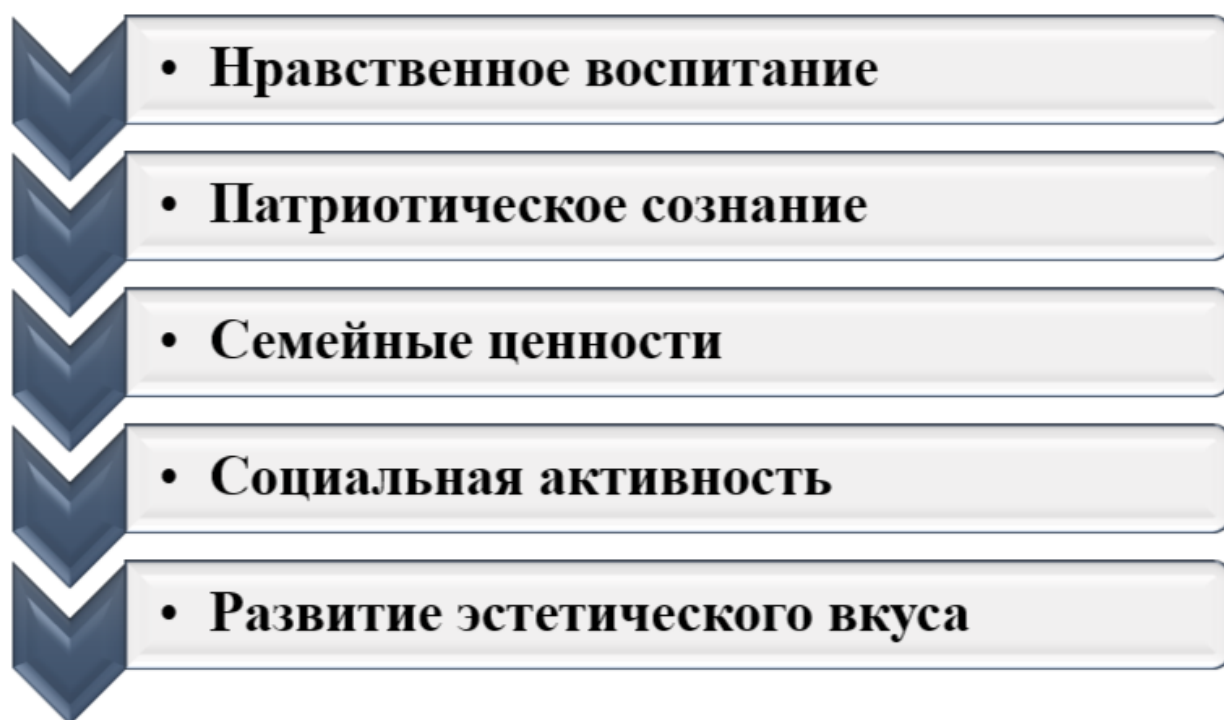 • Нравственное воспитание
• Патриотическое сознание
• Семейные ценности
• Социальная активность
• Развитие эстетического вкуса